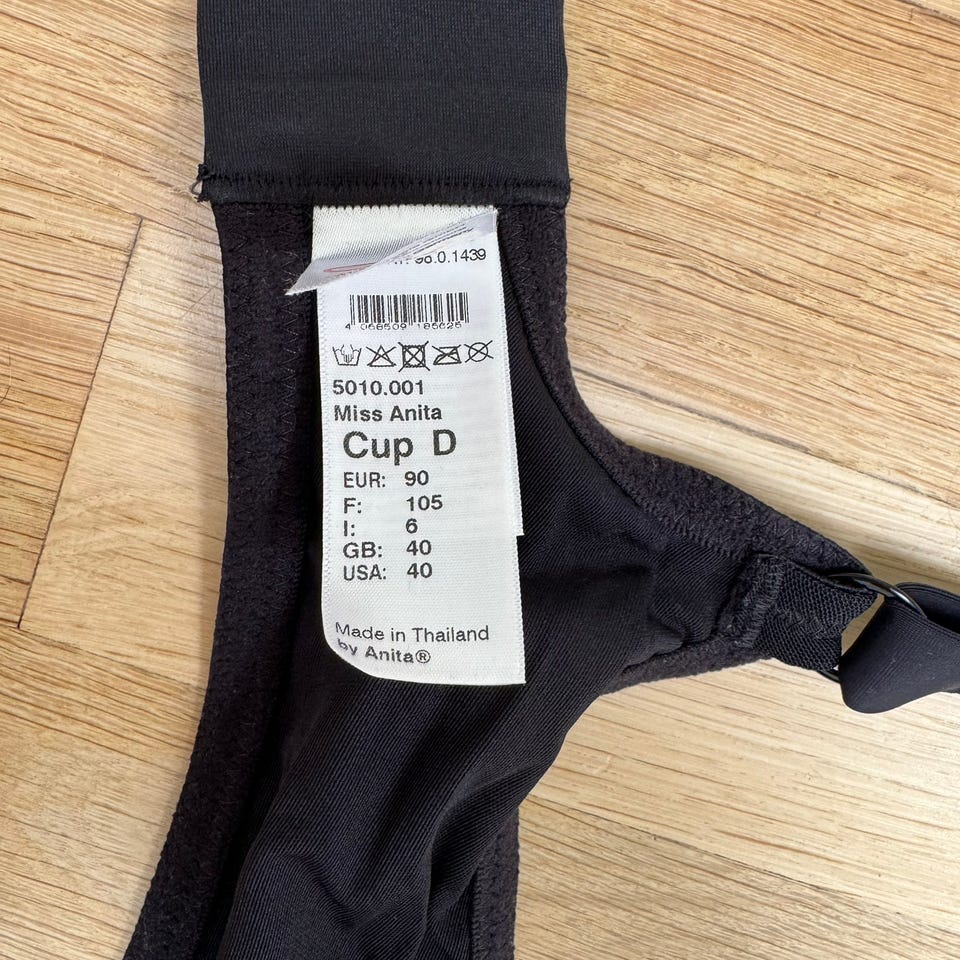 98.0.1439
4 068509 185625
5010.001
Miss Anita
Cup D
EUR: 90
F: 105
I: 6
GB: 40
USA: 40
Made in Thailand
by Anita®